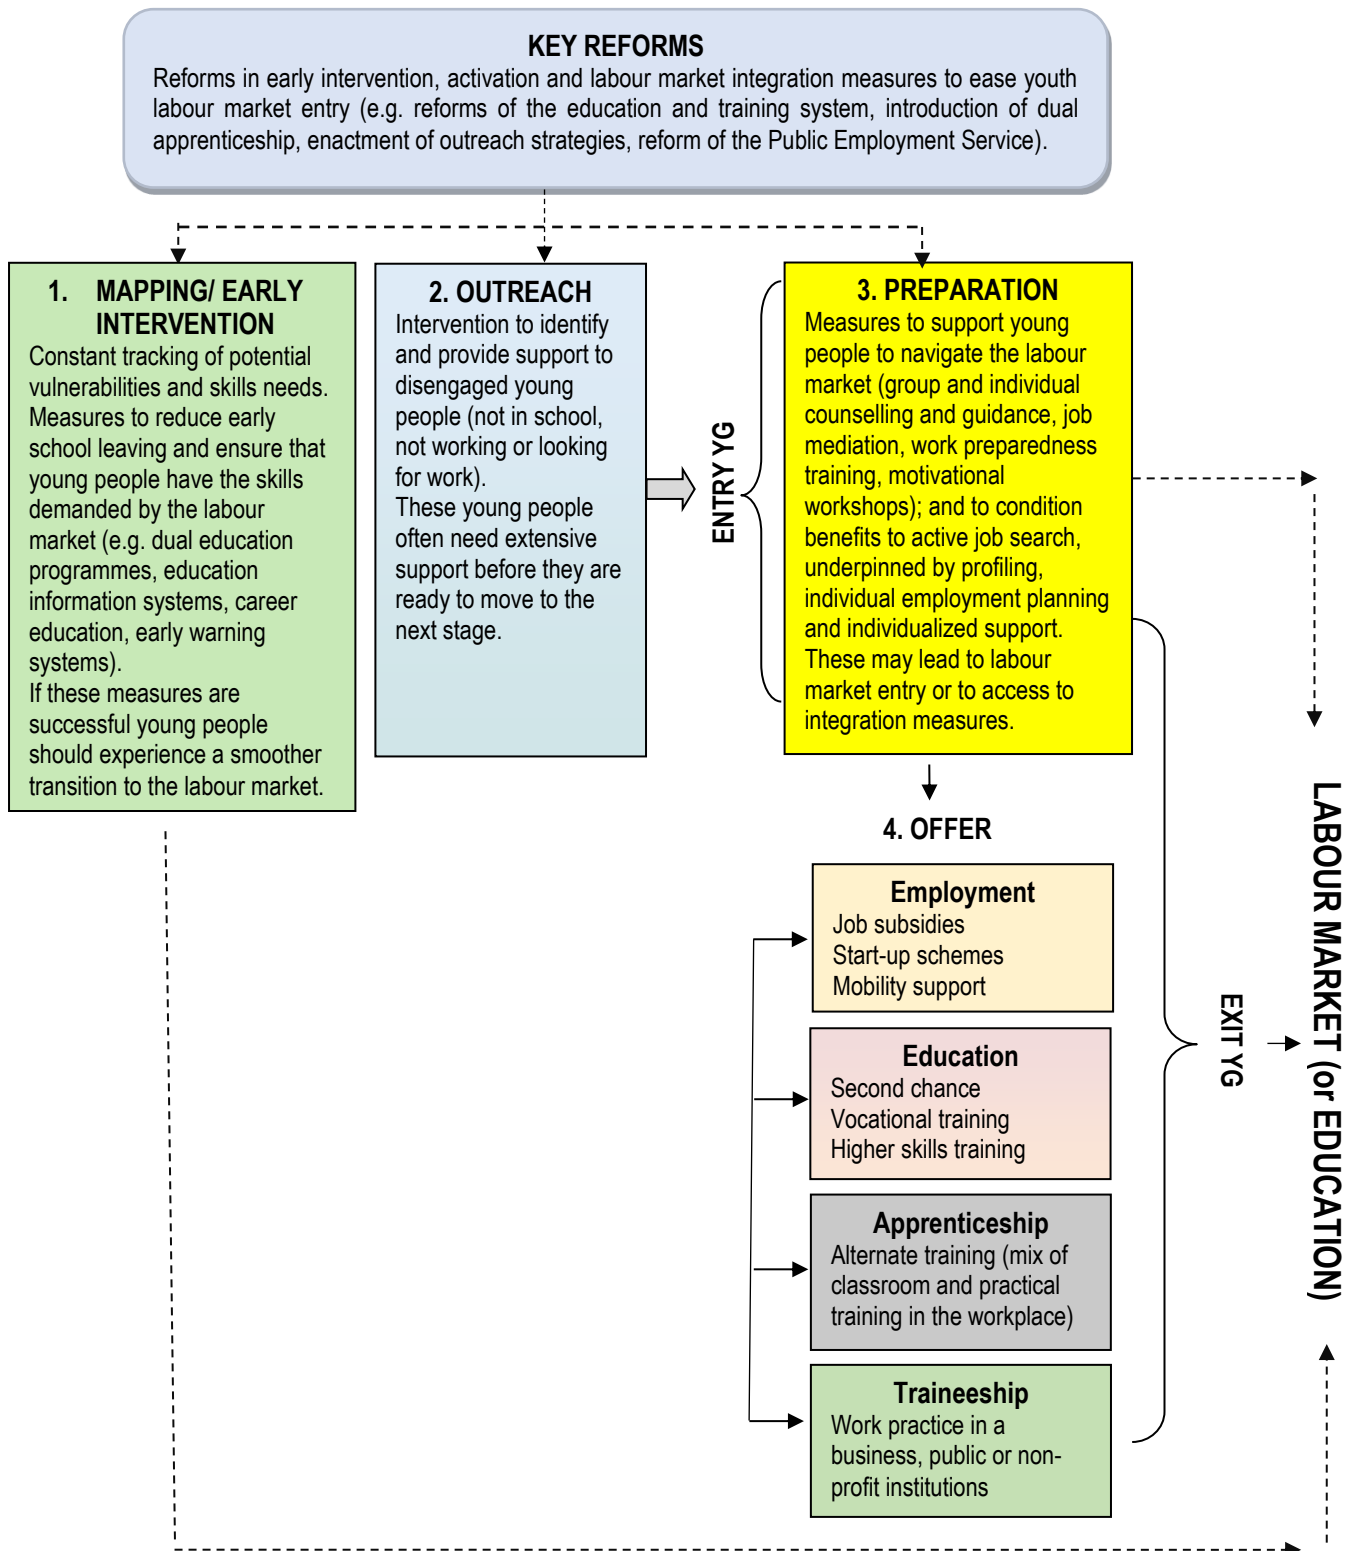 KEY REFORMS
Reforms in early intervention, activation and labour market integration measures to ease youth
labour market entry (e.g. reforms of the education and training system, introduction of dual
apprenticeship, enactment of outreach strategies, reform of the Public Employment Service).
1. MAPPING/ EARLY
INTERVENTION
Constant tracking of potential
vulnerabilities and skills needs.
Measures to reduce early
school leaving and ensure that
young people have the skills
demanded by the labour
market (e.g. dual education
programmes, education
information systems, career
education, early warning
systems).
If these measures are
successful young people
should experience a smoother
transition to the labour market.
2. OUTREACH
Intervention to identify
and provide support to
disengaged young
people (not in school,
not working or looking
for work).
These young people
often need extensive
support before they are
ready to move to the
next stage.
ENTRY YG
3. PREPARATION
Measures to support young
people to navigate the labour
market (group and individual
counselling and guidance, job
mediation, work preparedness
training, motivational
workshops); and to condition
benefits to active job search,
underpinned by profiling,
individual employment planning
and individualized support.
These may lead to labour
market entry or to access to
integration measures.
4. OFFER
Employment
Job subsidies
Start-up schemes
Mobility support
Education
Second chance
Vocational training
Higher skills training
Apprenticeship
Alternate training (mix of
classroom and practical
training in the workplace)
Traineeship
Work practice in a
business, public or non-
profit institutions
EXIT YG
LABOUR MARKET (or EDUCATION)